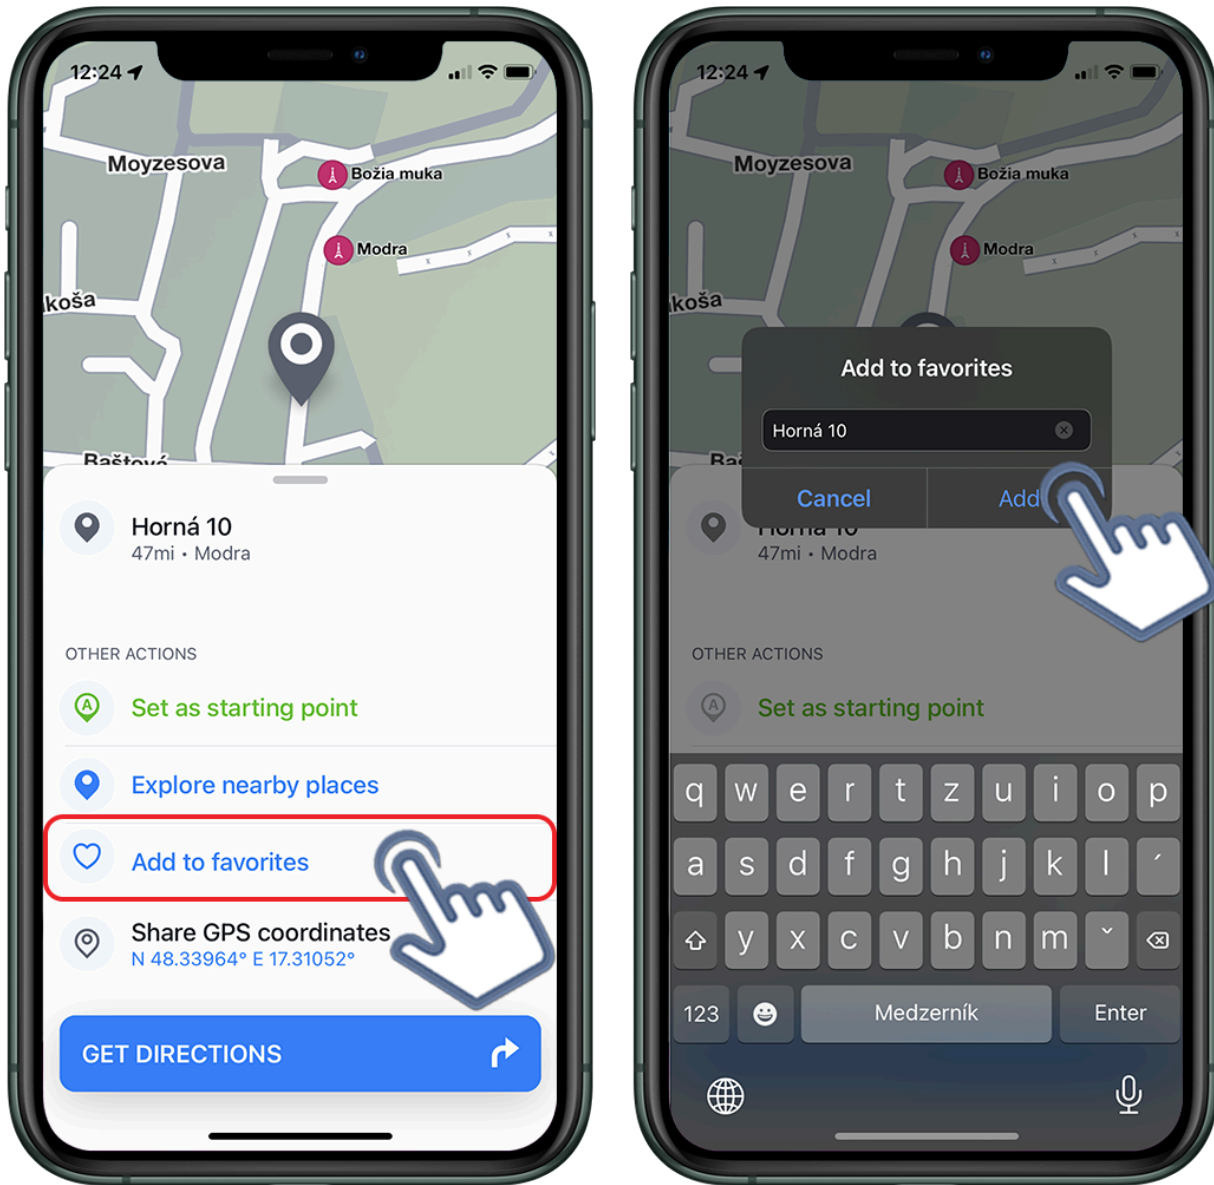 12:24
Moyzesova
Božia muka
Modra
koša
Baštová
Horná 10
47mi • Modra
OTHER ACTIONS
A
Set as starting point
Explore nearby places
Add to favorites
Share GPS coordinates
N 48.33964° E 17.31052°
GET DIRECTIONS
12:24
Moyzesova
Božia muka
Modra
koša
Add to favorites
Horná 10
Cancel
Add
Horná 10
47mi • Modra
OTHER ACTIONS
A
Set as starting point
q w e r t z u i o p
a s d f g h j k l ´
y x c v b n m ˇ
123
Medzerník
Enter